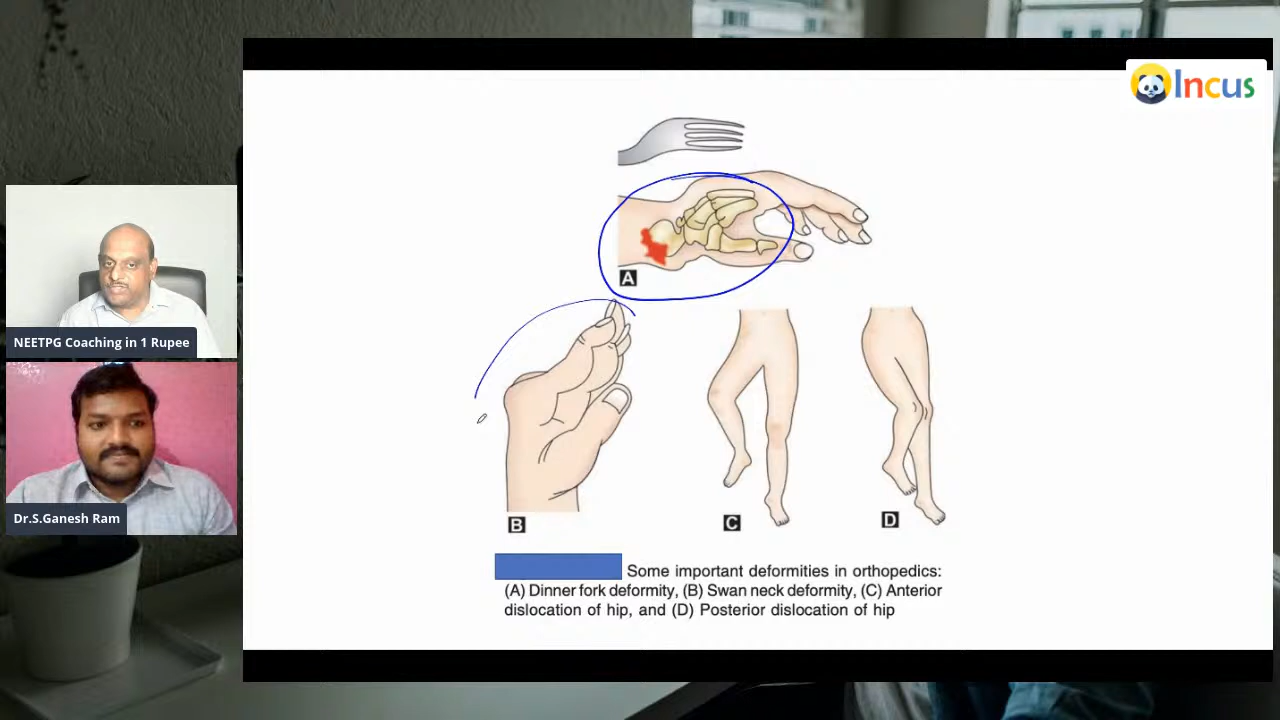 Incus
NEETPG Coaching in 1 Rupee
Dr.S.Ganesh Ram
A
B
C
D
Some important deformities in orthopedics:
(A) Dinner fork deformity, (B) Swan neck deformity, (C) Anterior
dislocation of hip, and (D) Posterior dislocation of hip